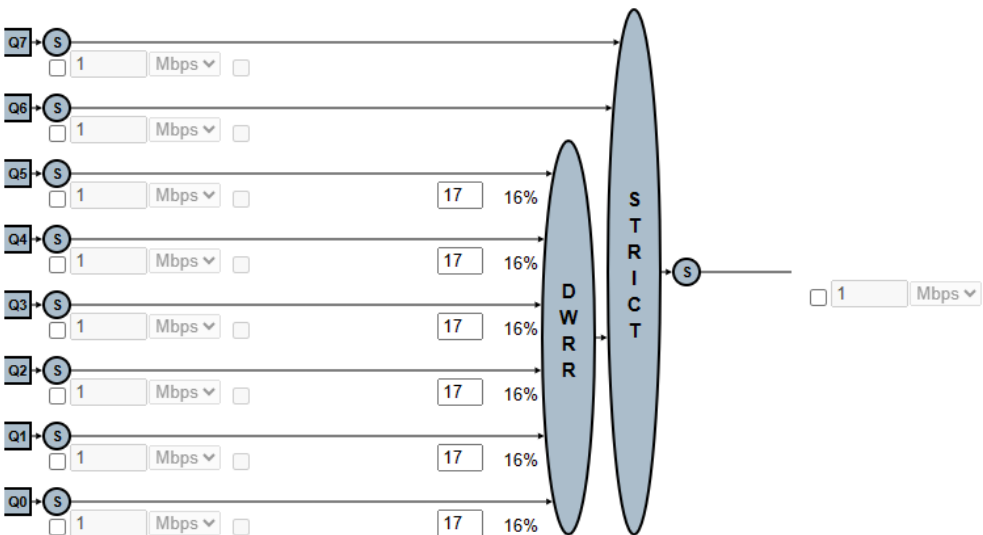 Q7 S
1 Mbps
Q6 S
1 Mbps
Q5 S
1 Mbps 17 16%
Q4 S
1 Mbps 17 16%
Q3 S
1 Mbps 17 16%
Q2 S
1 Mbps 17 16%
Q1 S
1 Mbps 17 16%
Q0 S
1 Mbps 17 16%
DWRR
STRICT
S
1 Mbps